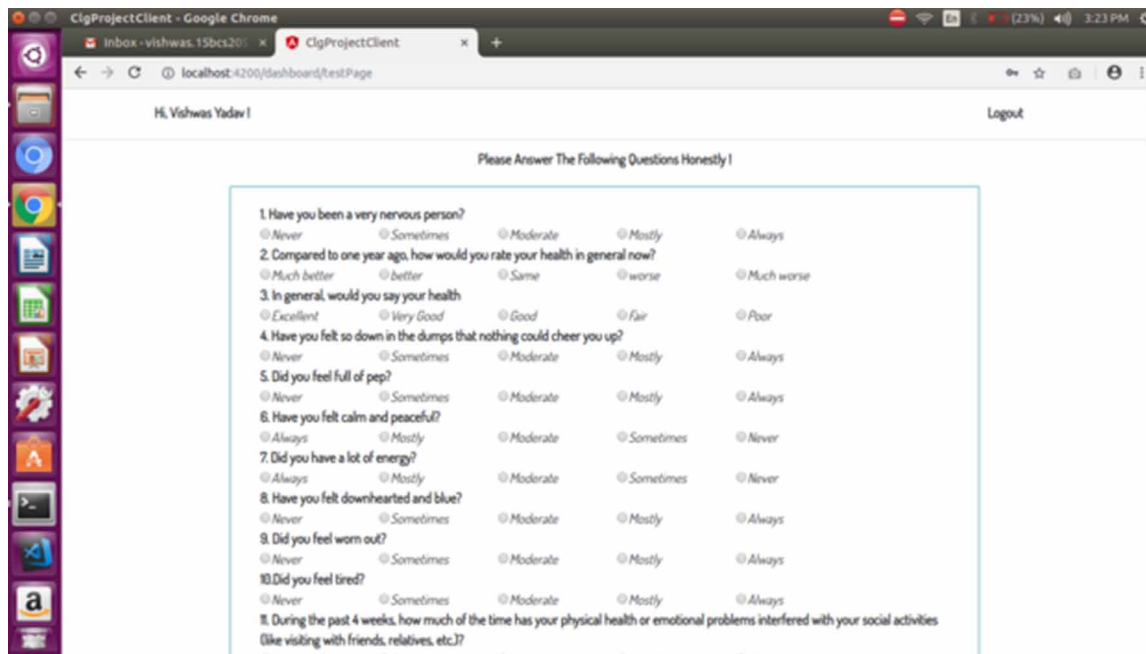 ClgProjectClient - Google Chrome
En (23%) 3:23 PM
Inbox - vishwas.15bcs205 × ClgProjectClient × +
localhost:4200/dashboard/testPage
Hi, Vishwas Yadav !
Logout
Please Answer The Following Questions Honestly !
1. Have you been a very nervous person?
Never Sometimes Moderate Mostly Always
2. Compared to one year ago, how would you rate your health in general now?
Much better better Same worse Much worse
3. In general, would you say your health
Excellent Very Good Good Fair Poor
4. Have you felt so down in the dumps that nothing could cheer you up?
Never Sometimes Moderate Mostly Always
5. Did you feel full of pep?
Never Sometimes Moderate Mostly Always
6. Have you felt calm and peaceful?
Always Mostly Moderate Sometimes Never
7. Did you have a lot of energy?
Always Mostly Moderate Sometimes Never
8. Have you felt downhearted and blue?
Never Sometimes Moderate Mostly Always
9. Did you feel worn out?
Never Sometimes Moderate Mostly Always
10.Did you feel tired?
Never Sometimes Moderate Mostly Always
11. During the past 4 weeks, how much of the time has your physical health or emotional problems interfered with your social activities
(like visiting with friends, relatives, etc.)?